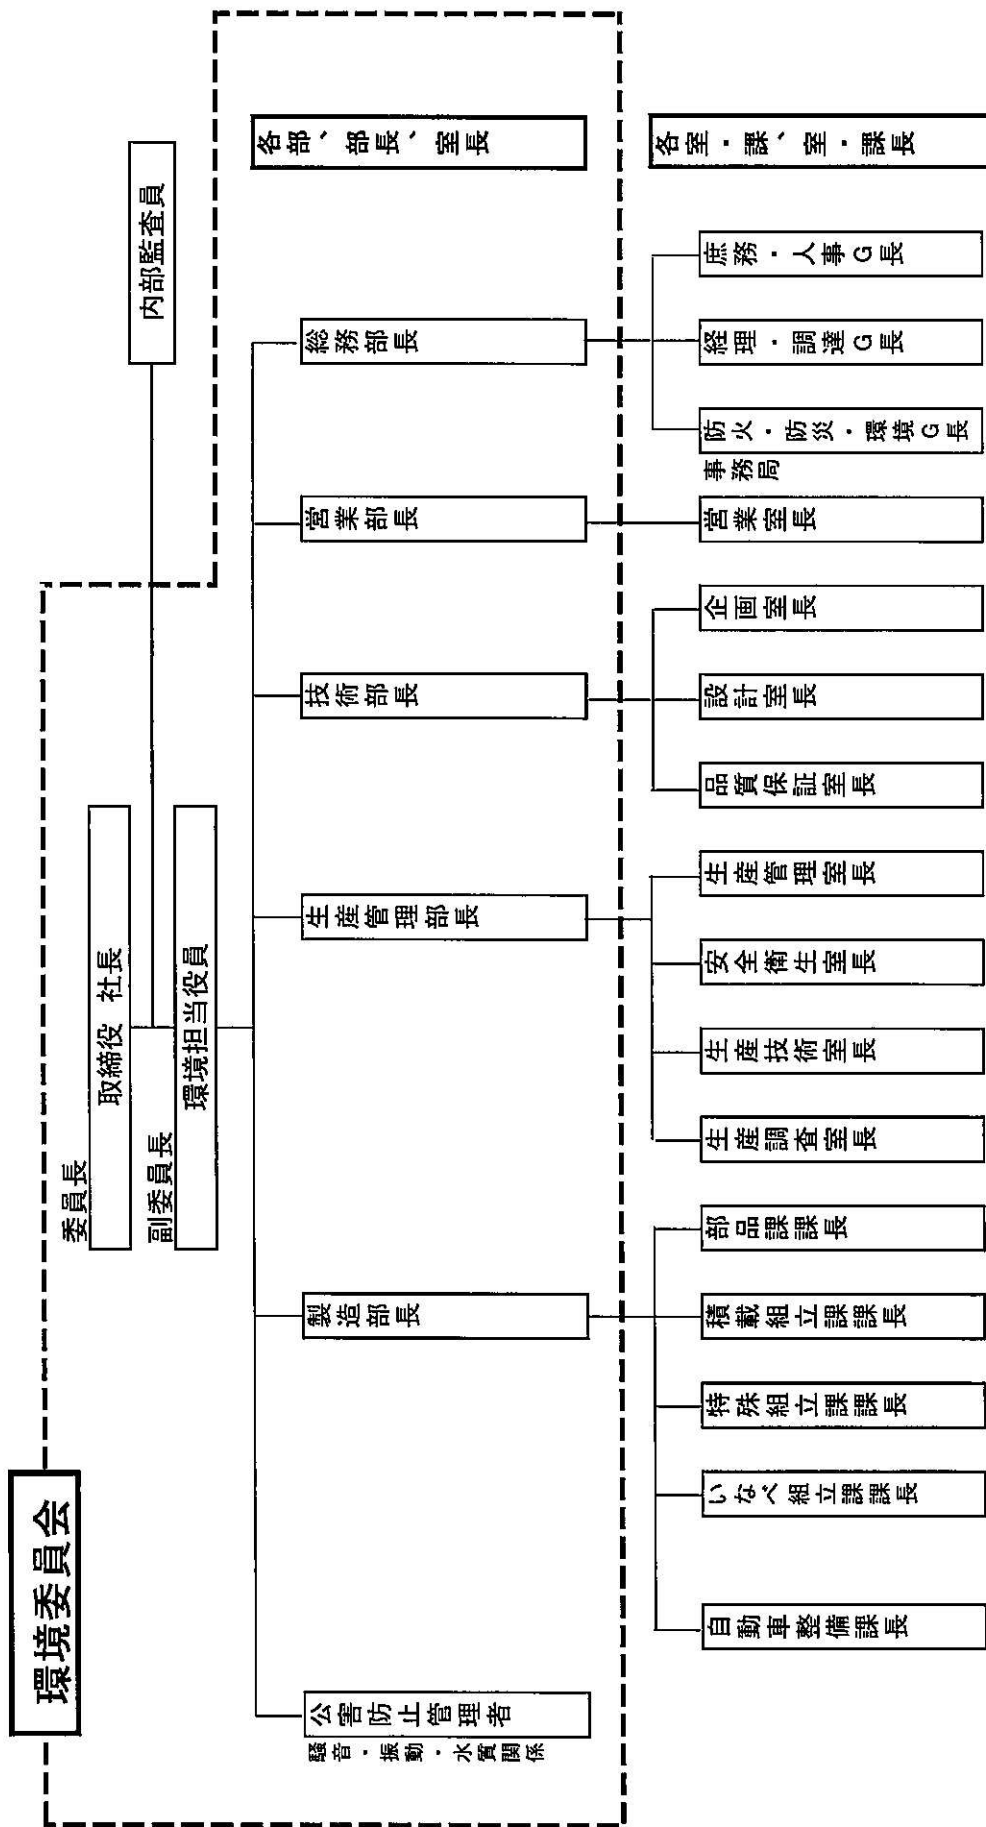 環境委員会
委員長
取締役 社長
副委員長
環境担当役員
内部監査員
各部、部長、室長
公害防止管理者
騒音・振動・水質関係
製造部長
生産管理部長
技術部長
営業部長
総務部長
各室・課、室・課長
自動車整備課長
いなべ組立課課長
特殊組立課課長
積載組立課課長
部品課課長
生産調査室長
生産技術室長
安全衛生室長
生産管理室長
品質保証室長
設計室長
企画室長
営業室長
事務局
防火・防災・環境G長
経理・調達G長
庶務・人事G長